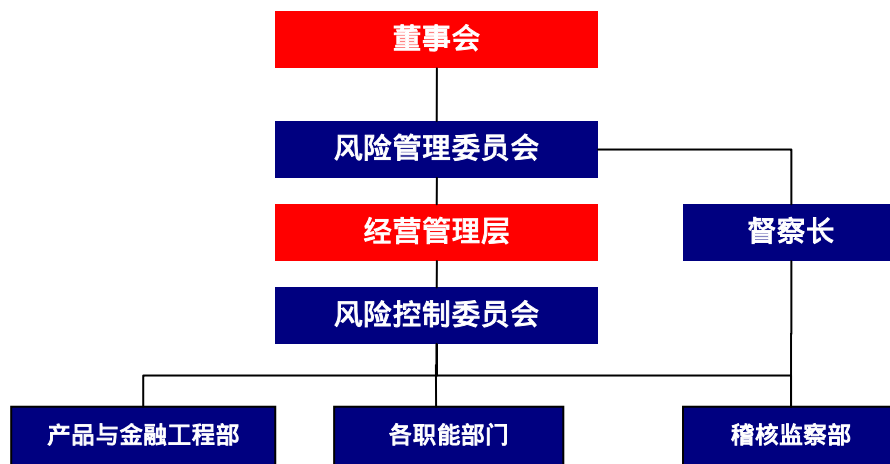 董事会
风险管理委员会
经营管理层
督察长
风险控制委员会
产品与金融工程部
各职能部门
稽核监察部